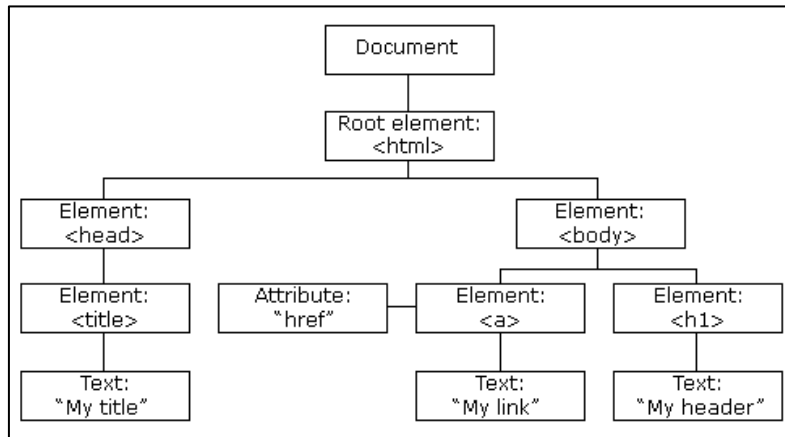 Document
Root element:
<html>
Element:
<head>
Element:
<body>
Element:
<title>
Attribute:
“href”
Element:
<a>
Element:
<h1>
Text:
“My title”
Text:
“My link”
Text:
“My header”